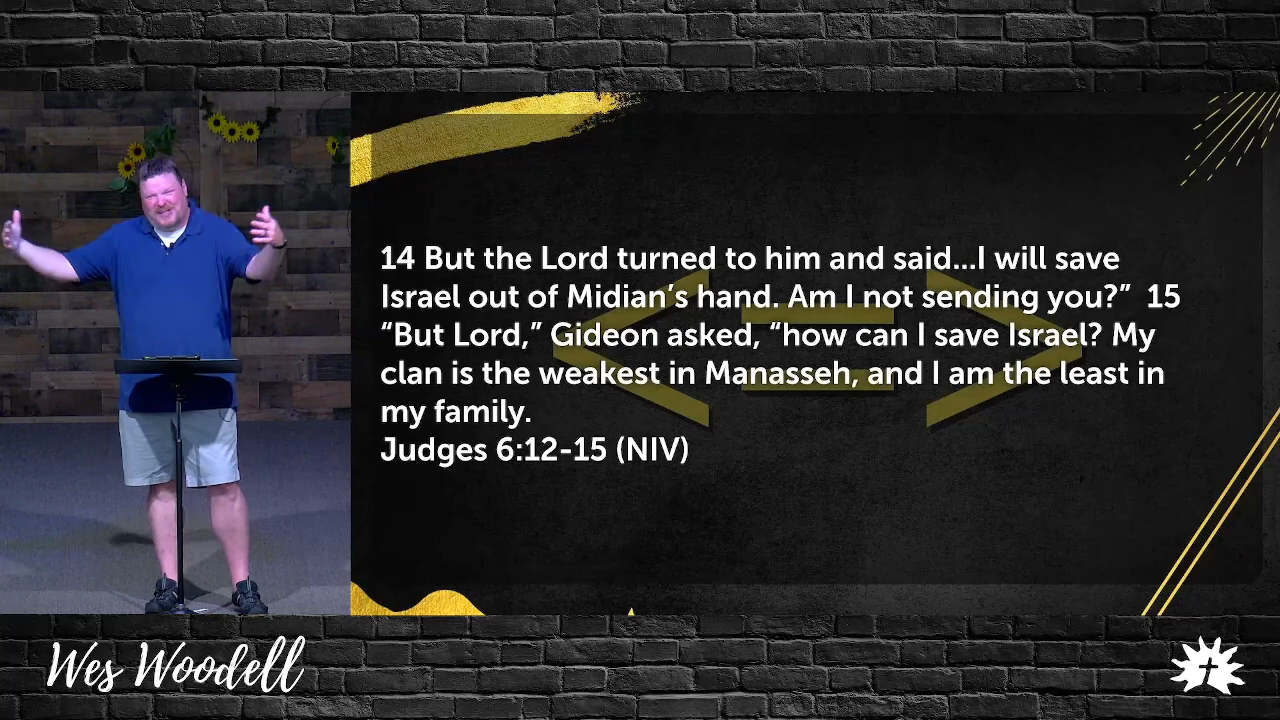 14 But the Lord turned to him and said...I will save
Israel out of Midian’s hand. Am I not sending you?” 15
“But Lord,” Gideon asked, “how can I save Israel? My
clan is the weakest in Manasseh, and I am the least in
my family.
Judges 6:12-15 (NIV)
Wes Woodell